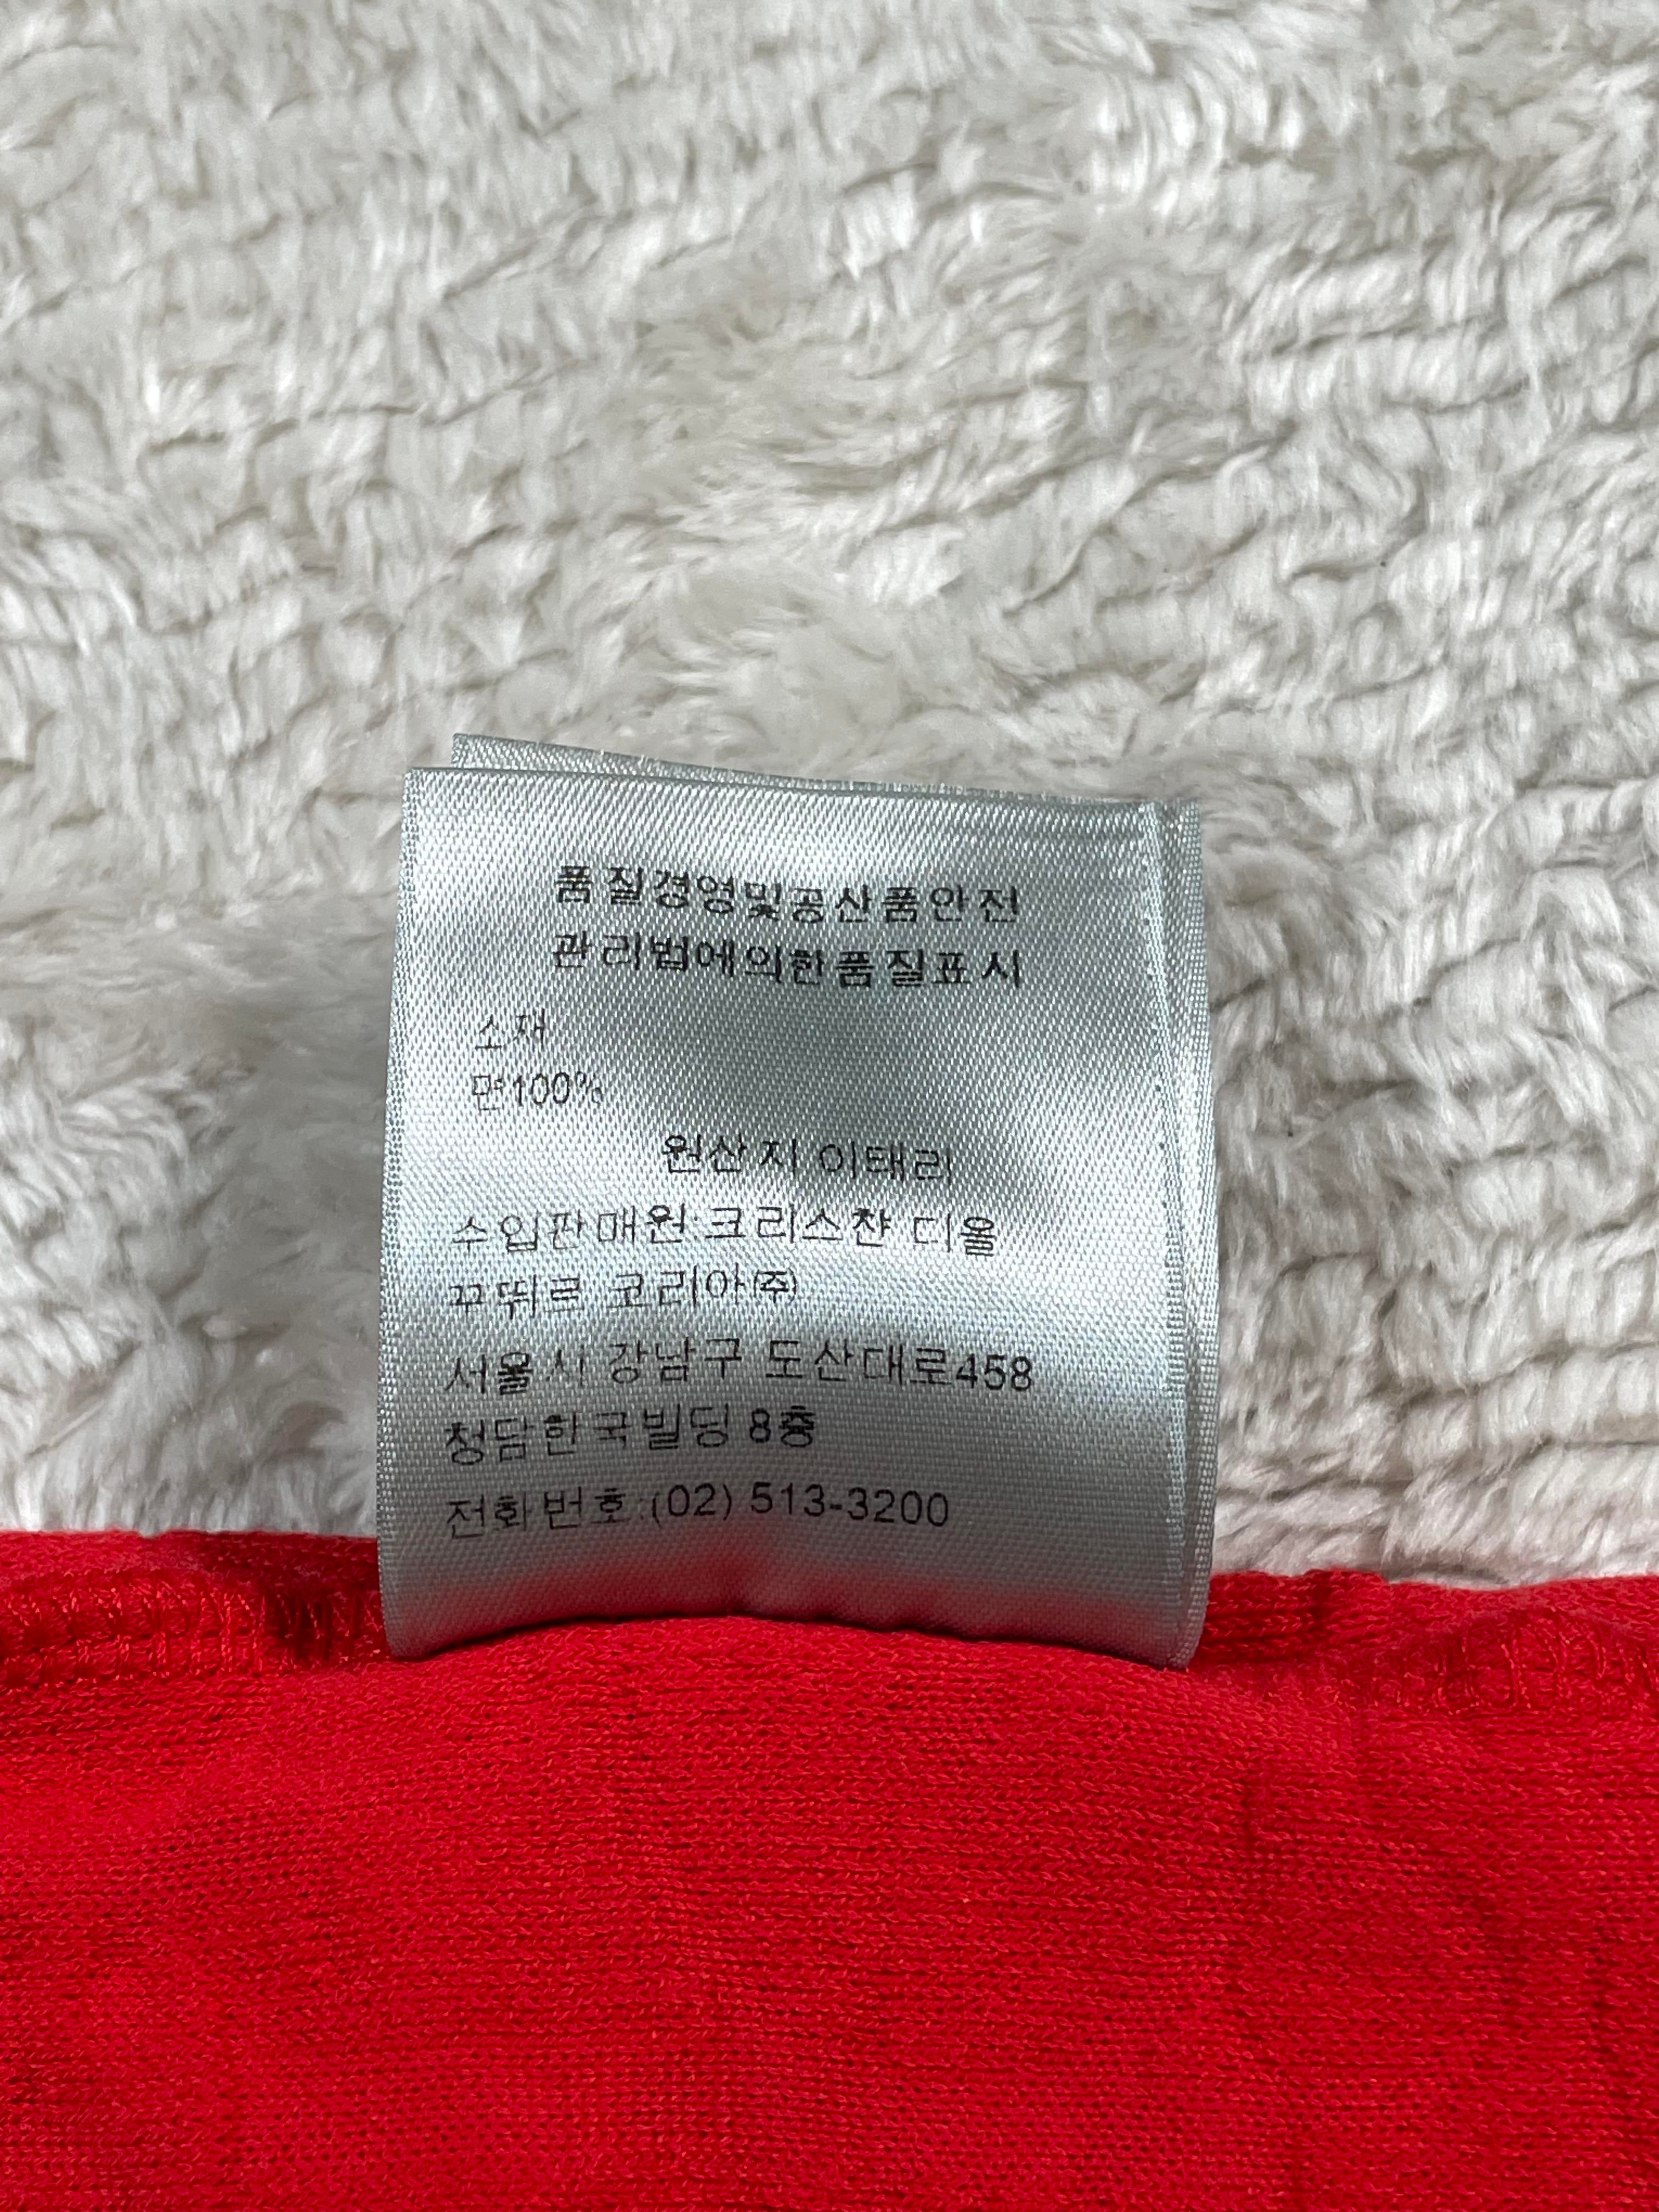 품질경영및공산품안전
관리법에의한품질표시
소재
면100%
원산지 이태리
수입판매원:크리스챤 디올
꾸뛰르 코리아㈜
서울시 강남구 도산대로458
청담한국빌딩 8층
전화번호:(02) 513-3200